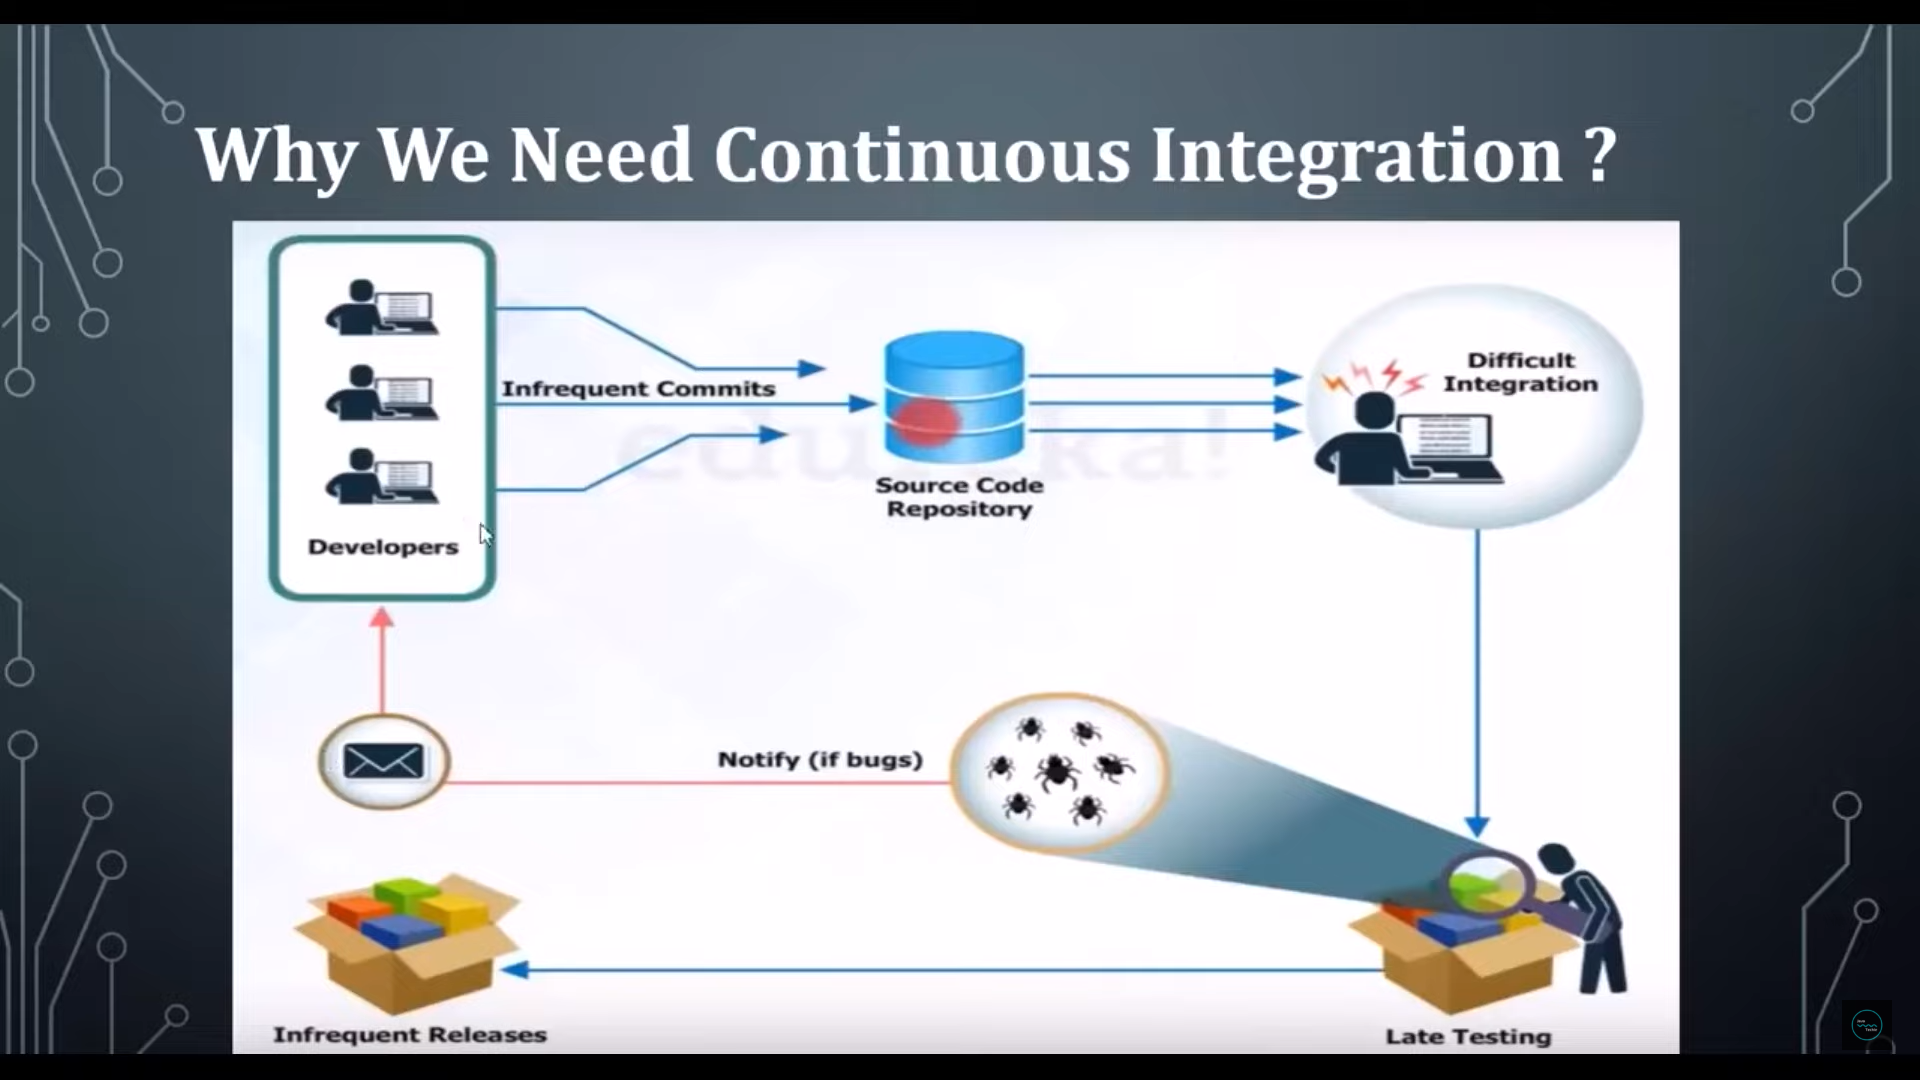 Why We Need Continuous Integration ?
Infrequent Commits
Developers
Source Code
Repository
Difficult
Integration
Notify (if bugs)
Infrequent Releases
Late Testing
edureka!